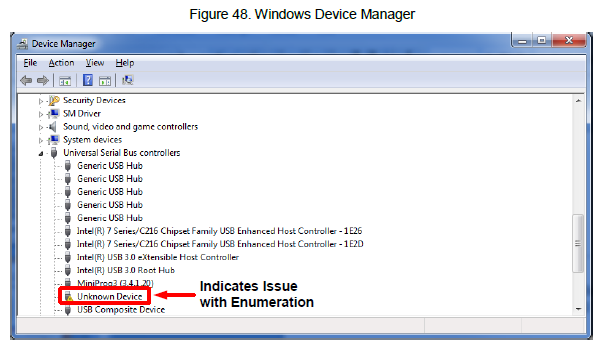 Figure 48. Windows Device Manager
Device Manager
File Action View Help
Security Devices
SM Driver
Sound, video and game controllers
System devices
Universal Serial Bus controllers
Generic USB Hub
Generic USB Hub
Generic USB Hub
Generic USB Hub
Generic USB Hub
Intel(R) 7 Series/C216 Chipset Family USB Enhanced Host Controller - 1E26
Intel(R) 7 Series/C216 Chipset Family USB Enhanced Host Controller - 1E2D
Intel(R) USB 3.0 eXtensible Host Controller
Intel(R) USB 3.0 Root Hub
MiniProg3 (3.4.1.20)
Unknown Device
USB Composite Device
Indicates Issue
with Enumeration